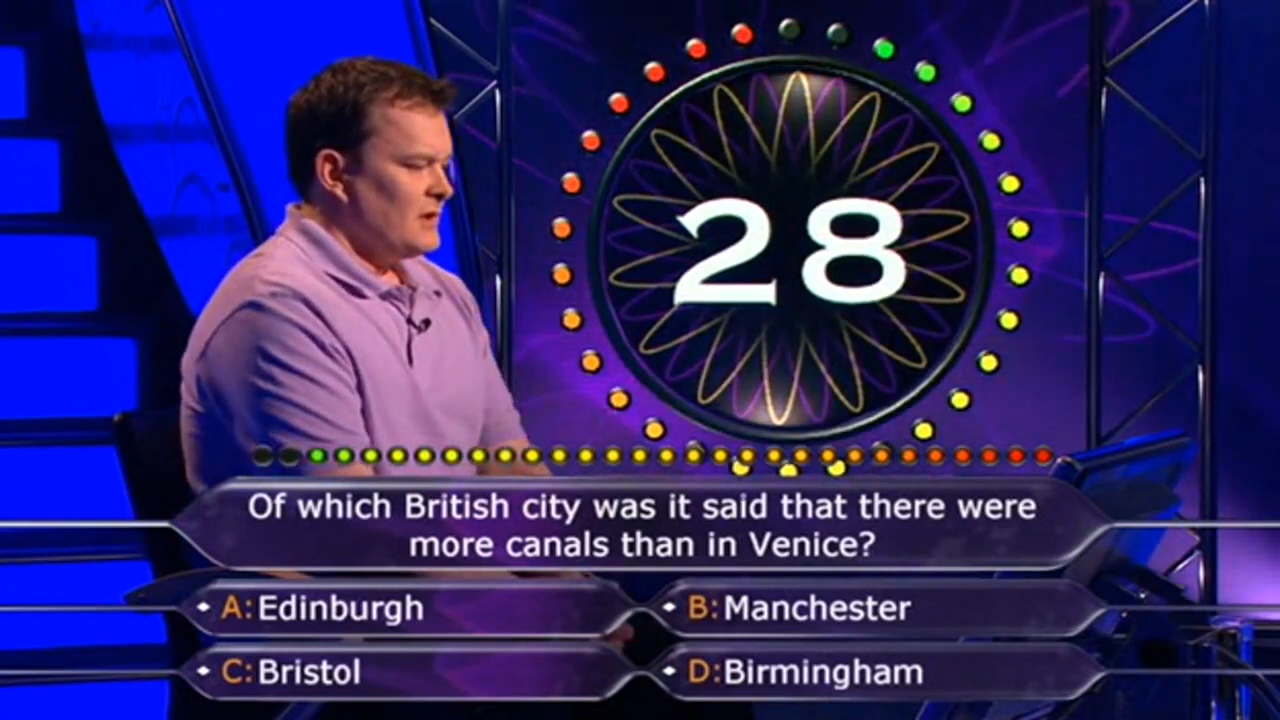 28
Of which British city was it said that there were
more canals than in Venice?
A: Edinburgh
B: Manchester
C: Bristol
D: Birmingham